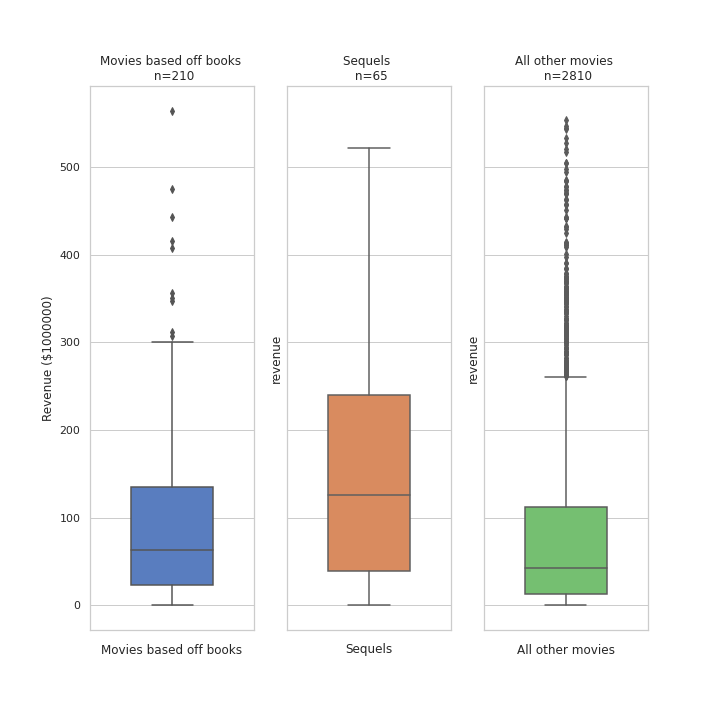 Movies based off books
n=210
Sequels
n=65
All other movies
n=2810
Revenue ($1000000)
500
400
300
200
100
0
revenue
revenue
Movies based off books
Sequels
All other movies